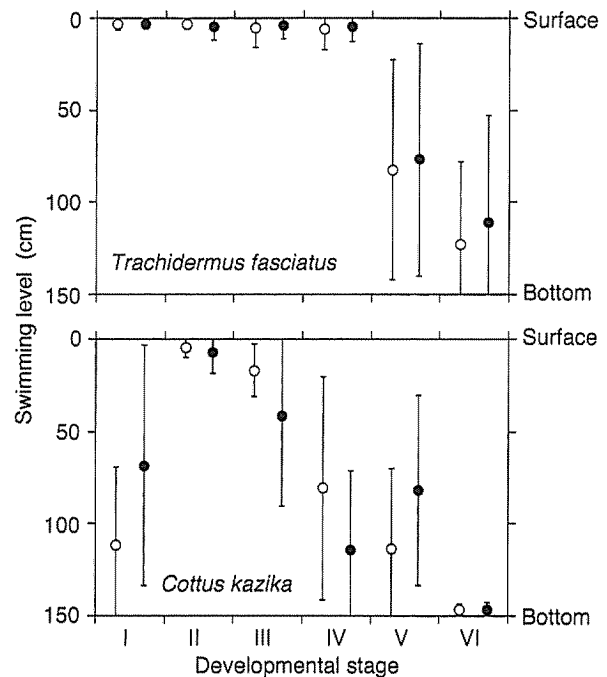 0
Surface
50
100
Trachidermus fasciatus
150
Bottom
Swimming level (cm)
0
Surface
50
100
Cottus kazika
150
Bottom
I II III IV V VI
Developmental stage